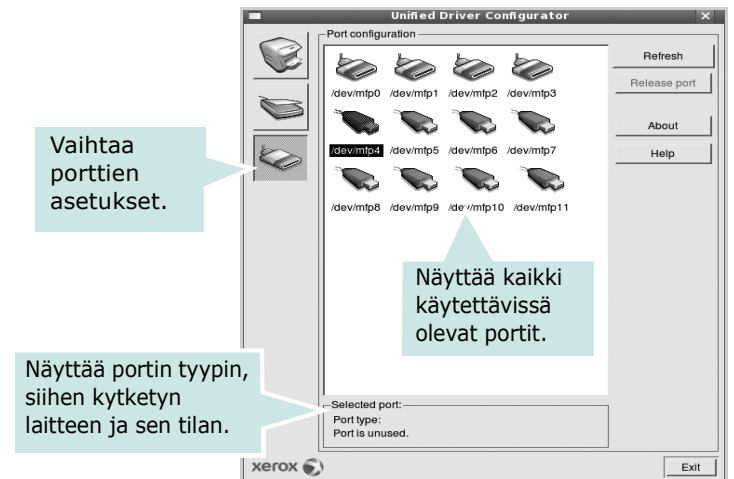 Unified Driver Configurator
Port configuration
/dev/mfp0 /dev/mfp1 /dev/mfp2 /dev/mfp3
/dev/mfp4 /dev/mfp5 /dev/mfp6 /dev/mfp7
/dev/mfp8 /dev/mfp9 /dev/mfp10 /dev/mfp11
Refresh
Release port
About
Help
Vaihtaa
porttien
asetukset.
Näyttää kaikki
käytettävissä
olevat portit.
Näyttää portin tyypin,
siihen kytketyn
laitteen ja sen tilan.
Selected port:
Port type:
Port is unused.
xerox
Exit